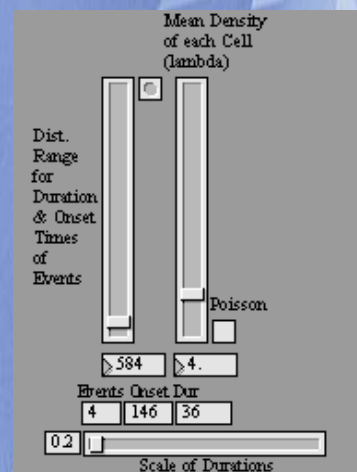 Mean Density
of each Cell
(lambda)
Dist.
Range
for
Duration
& Onset
Times
of
Events
Poisson
584
4.
Events Onset Dur
4 146 36
0.2
Scale of Durations